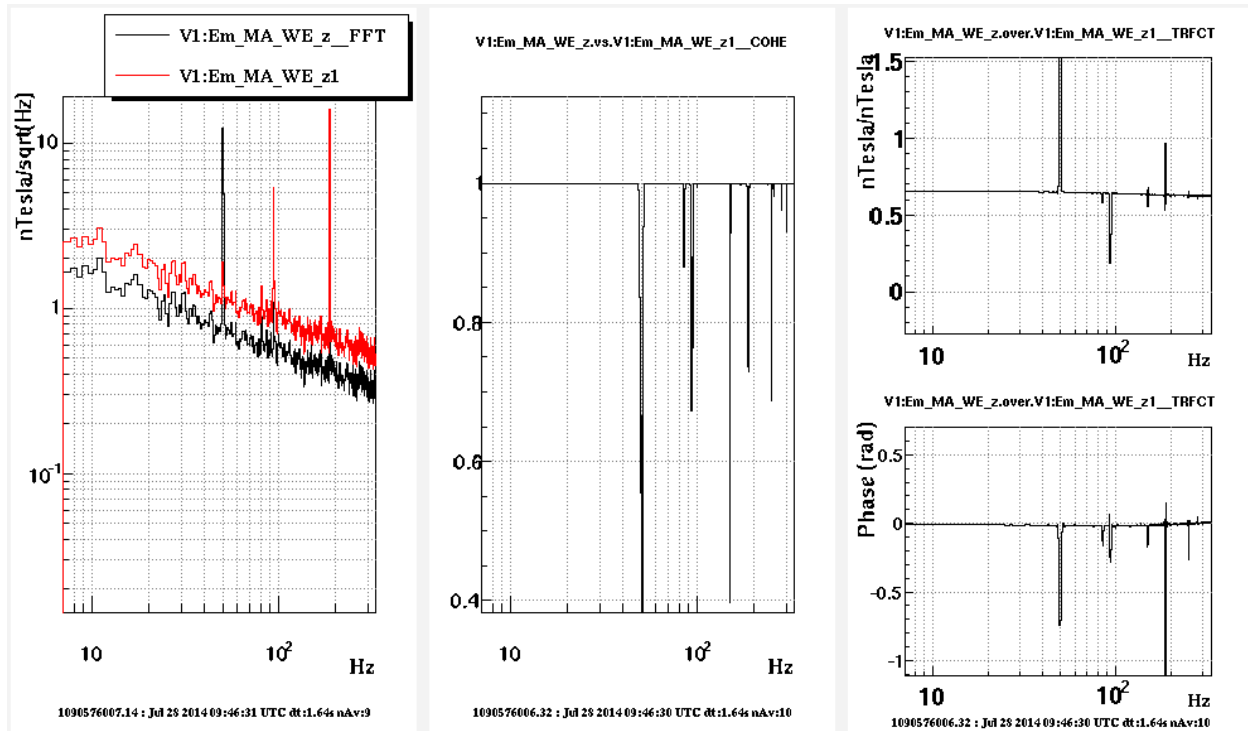 V1:Em_MA_WE_z__FFT
V1:Em_MA_WE_z1
nTesla/sqrt(Hz)
10
1
10⁻¹
10
10²
Hz
1090576007.14 : Jul 28 2014 09:46:31 UTC dt:1.64s nAv:9
V1:Em_MA_WE_z.vs.V1:Em_MA_WE_z1__COHE
1
0.8
0.6
0.4
10
10²
Hz
1090576006.32 : Jul 28 2014 09:46:30 UTC dt:1.64s nAv:10
V1:Em_MA_WE_z.over.V1:Em_MA_WE_z1__TRFCT
nTesla/nTesla
1.5
1
0.5
0
10
10²
Hz
V1:Em_MA_WE_z.over.V1:Em_MA_WE_z1__TRFCT
Phase (rad)
0.5
0
-0.5
-1
10
10²
Hz
1090576006.32 : Jul 28 2014 09:46:30 UTC dt:1.64s nAv:10